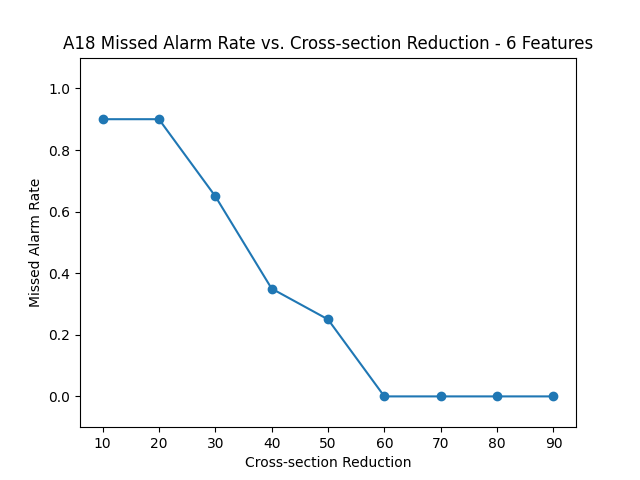 A18 Missed Alarm Rate vs. Cross-section Reduction - 6 Features
1.0
0.8
0.6
0.4
0.2
0.0
Missed Alarm Rate
10 20 30 40 50 60 70 80 90
Cross-section Reduction